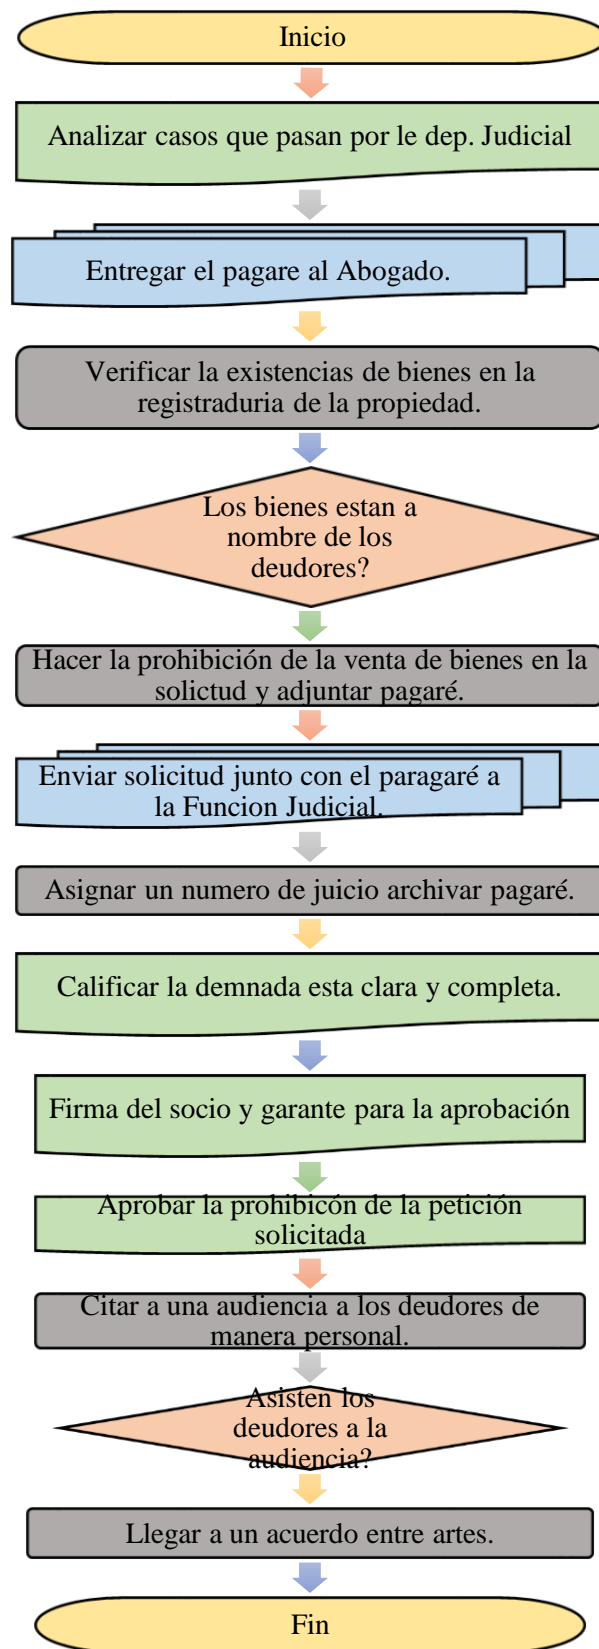 Inicio
Analizar casos que pasan por le dep. Judicial
Entregar el pagare al Abogado.
Verificar la existencias de bienes en la
registraduria de la propiedad.
Los bienes estan a
nombre de los
deudores?
Hacer la prohibición de la venta de bienes en la
solictud y adjuntar pagaré.
Enviar solicitud junto con el paragaré a
la Funcion Judicial.
Asignar un numero de juicio archivar pagaré.
Calificar la demnada esta clara y completa.
Firma del socio y garante para la aprobación
Aprobar la prohibicón de la petición
solicitada
Citar a una audiencia a los deudores de
manera personal.
Asisten los
deudores a la
audiencia?
Llegar a un acuerdo entre artes.
Fin